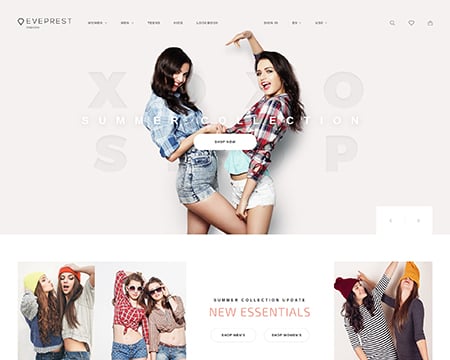 EVEPREST
WOMEN MEN TEENS KIDS LOOKBOOK SIGN IN EN USD
XOXO
SUMMER COLLECTION
SHOP NOW
SUMMER COLLECTION UPDATE
NEW ESSENTIALS
SHOP MEN'S SHOP WOMEN'S